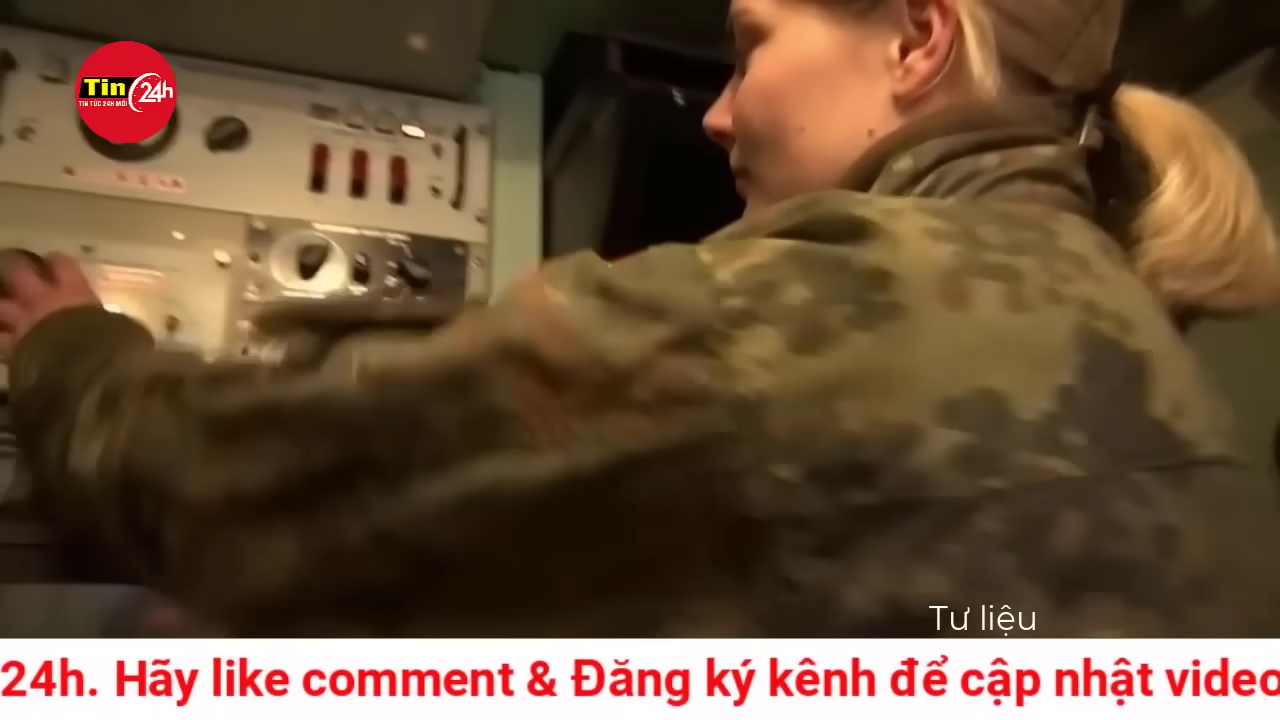 Tin 24h
TIN TỨC 24H MỚI
Tư liệu
24h. Hãy like comment & Đăng ký kênh để cập nhật video